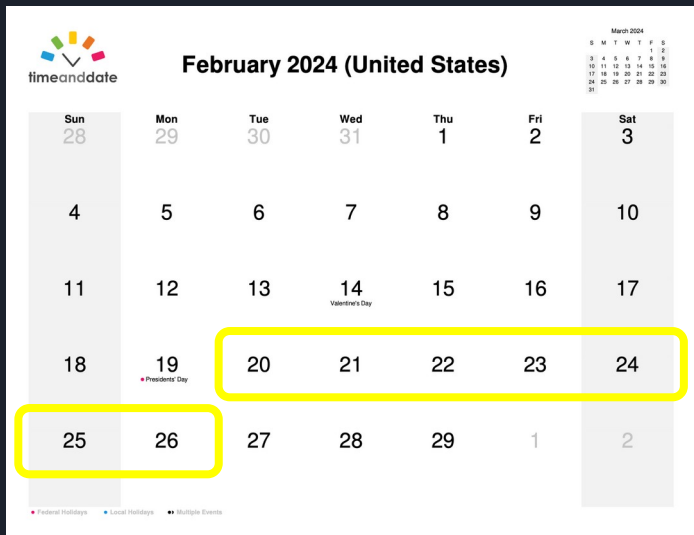 timeanddate
February 2024 (United States)
March 2024
S M T W T F S
1 2
3 4 5 6 7 8 9
10 11 12 13 14 15 16
17 18 19 20 21 22 23
24 25 26 27 28 29 30
31
Sun Mon Tue Wed Thu Fri Sat
28 29 30 31 1 2 3
4 5 6 7 8 9 10
11 12 13 14 15 16 17
Valentine's Day
18 19 20 21 22 23 24
Presidents' Day
25 26 27 28 29 1 2
Federal Holidays Local Holidays Multiple Events